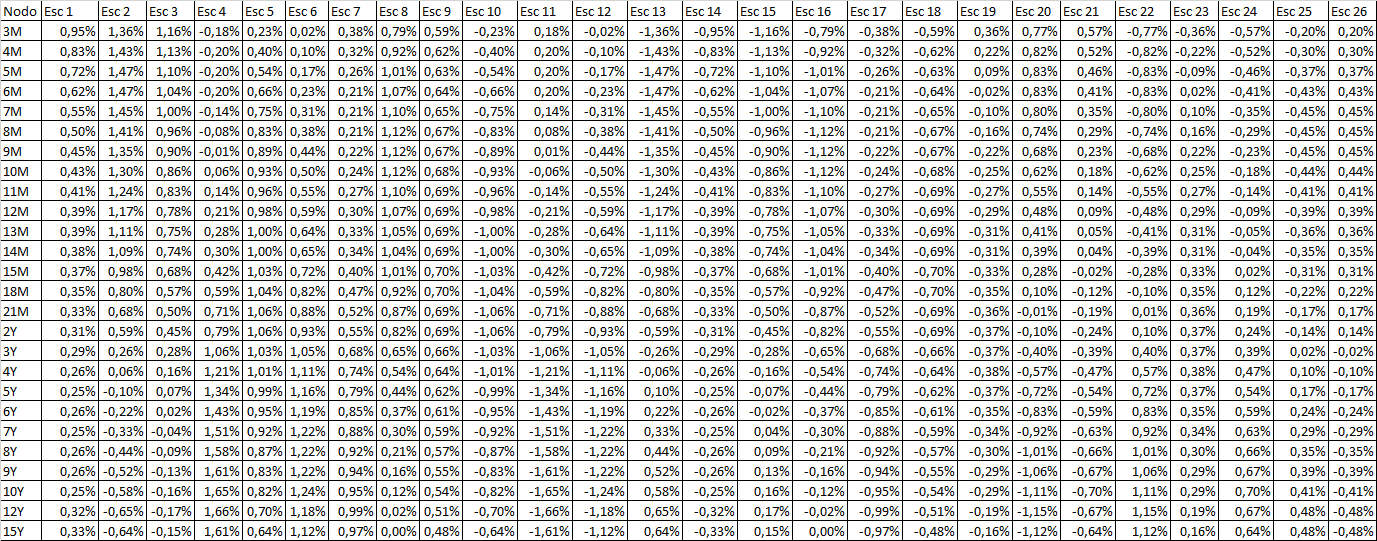 Nodo Esc 1 Esc 2 Esc 3 Esc 4 Esc 5 Esc 6 Esc 7 Esc 8 Esc 9 Esc 10 Esc 11 Esc 12 Esc 13 Esc 14 Esc 15 Esc 16 Esc 17 Esc 18 Esc 19 Esc 20 Esc 21 Esc 22 Esc 23 Esc 24 Esc 25 Esc 26
3M 0,95% 1,36% 1,16% -0,18% 0,23% 0,02% 0,38% 0,79% 0,59% -0,23% 0,18% -0,02% -1,36% -0,95% -1,16% -0,79% -0,38% -0,59% 0,36% 0,77% 0,57% -0,77% -0,36% -0,57% -0,20% 0,20%
4M 0,83% 1,43% 1,13% -0,20% 0,40% 0,10% 0,32% 0,92% 0,62% -0,40% 0,20% -0,10% -1,43% -0,83% -1,13% -0,92% -0,32% -0,62% 0,22% 0,82% 0,52% -0,82% -0,22% -0,52% -0,30% 0,30%
5M 0,72% 1,47% 1,10% -0,20% 0,54% 0,17% 0,26% 1,01% 0,63% -0,54% 0,20% -0,17% -1,47% -0,72% -1,10% -1,01% -0,26% -0,63% 0,09% 0,83% 0,46% -0,83% -0,09% -0,46% -0,37% 0,37%
6M 0,62% 1,47% 1,04% -0,20% 0,66% 0,23% 0,21% 1,07% 0,64% -0,66% 0,20% -0,23% -1,47% -0,62% -1,04% -1,07% -0,21% -0,64% -0,02% 0,83% 0,41% -0,83% 0,02% -0,41% -0,43% 0,43%
7M 0,55% 1,45% 1,00% -0,14% 0,75% 0,31% 0,21% 1,10% 0,65% -0,75% 0,14% -0,31% -1,45% -0,55% -1,00% -1,10% -0,21% -0,65% -0,10% 0,80% 0,35% -0,80% 0,10% -0,35% -0,45% 0,45%
8M 0,50% 1,41% 0,96% -0,08% 0,83% 0,38% 0,21% 1,12% 0,67% -0,83% 0,08% -0,38% -1,41% -0,50% -0,96% -1,12% -0,21% -0,67% -0,16% 0,74% 0,29% -0,74% 0,16% -0,29% -0,45% 0,45%
9M 0,45% 1,35% 0,90% -0,01% 0,89% 0,44% 0,22% 1,12% 0,67% -0,89% 0,01% -0,44% -1,35% -0,45% -0,90% -1,12% -0,22% -0,67% -0,22% 0,68% 0,23% -0,68% 0,22% -0,23% -0,45% 0,45%
10M 0,43% 1,30% 0,86% 0,06% 0,93% 0,50% 0,24% 1,12% 0,68% -0,93% -0,06% -0,50% -1,30% -0,43% -0,86% -1,12% -0,24% -0,68% -0,25% 0,62% 0,18% -0,62% 0,25% -0,18% -0,44% 0,44%
11M 0,41% 1,24% 0,83% 0,14% 0,96% 0,55% 0,27% 1,10% 0,69% -0,96% -0,14% -0,55% -1,24% -0,41% -0,83% -1,10% -0,27% -0,69% -0,27% 0,55% 0,14% -0,55% 0,27% -0,14% -0,41% 0,41%
12M 0,39% 1,17% 0,78% 0,21% 0,98% 0,59% 0,30% 1,07% 0,69% -0,98% -0,21% -0,59% -1,17% -0,39% -0,78% -1,07% -0,30% -0,69% -0,29% 0,48% 0,09% -0,48% 0,29% -0,09% -0,39% 0,39%
13M 0,39% 1,11% 0,75% 0,28% 1,00% 0,64% 0,33% 1,05% 0,69% -1,00% -0,28% -0,64% -1,11% -0,39% -0,75% -1,05% -0,33% -0,69% -0,31% 0,41% 0,05% -0,41% 0,31% -0,05% -0,36% 0,36%
14M 0,38% 1,09% 0,74% 0,30% 1,00% 0,65% 0,34% 1,04% 0,69% -1,00% -0,30% -0,65% -1,09% -0,38% -0,74% -1,04% -0,34% -0,69% -0,31% 0,39% 0,04% -0,39% 0,31% -0,04% -0,35% 0,35%
15M 0,37% 0,98% 0,68% 0,42% 1,03% 0,72% 0,40% 1,01% 0,70% -1,03% -0,42% -0,72% -0,98% -0,37% -0,68% -1,01% -0,40% -0,70% -0,33% 0,28% -0,02% -0,28% 0,33% 0,02% -0,31% 0,31%
18M 0,35% 0,80% 0,57% 0,59% 1,04% 0,82% 0,47% 0,92% 0,70% -1,04% -0,59% -0,82% -0,80% -0,35% -0,57% -0,92% -0,47% -0,70% -0,35% 0,10% -0,12% -0,10% 0,35% 0,12% -0,22% 0,22%
21M 0,33% 0,68% 0,50% 0,71% 1,06% 0,88% 0,52% 0,87% 0,69% -1,06% -0,71% -0,88% -0,68% -0,33% -0,50% -0,87% -0,52% -0,69% -0,36% -0,01% -0,19% 0,01% 0,36% 0,19% -0,17% 0,17%
2Y 0,31% 0,59% 0,45% 0,79% 1,06% 0,93% 0,55% 0,82% 0,69% -1,06% -0,79% -0,93% -0,59% -0,31% -0,45% -0,82% -0,55% -0,69% -0,37% -0,10% -0,24% 0,10% 0,37% 0,24% -0,14% 0,14%
3Y 0,29% 0,26% 0,28% 1,06% 1,03% 1,05% 0,68% 0,65% 0,66% -1,03% -1,06% -1,05% -0,26% -0,29% -0,28% -0,65% -0,68% -0,66% -0,37% -0,40% -0,39% 0,40% 0,37% 0,39% 0,02% -0,02%
4Y 0,26% 0,06% 0,16% 1,21% 1,01% 1,11% 0,74% 0,54% 0,64% -1,01% -1,21% -1,11% -0,06% -0,26% -0,16% -0,54% -0,74% -0,64% -0,38% -0,57% -0,47% 0,57% 0,38% 0,47% 0,10% -0,10%
5Y 0,25% -0,10% 0,07% 1,34% 0,99% 1,16% 0,79% 0,44% 0,62% -0,99% -1,34% -1,16% 0,10% -0,25% -0,07% -0,44% -0,79% -0,62% -0,37% -0,72% -0,54% 0,72% 0,37% 0,54% 0,17% -0,17%
6Y 0,26% -0,22% 0,02% 1,43% 0,95% 1,19% 0,85% 0,37% 0,61% -0,95% -1,43% -1,19% 0,22% -0,26% -0,02% -0,37% -0,85% -0,61% -0,35% -0,83% -0,59% 0,83% 0,35% 0,59% 0,24% -0,24%
7Y 0,25% -0,33% -0,04% 1,51% 0,92% 1,22% 0,88% 0,30% 0,59% -0,92% -1,51% -1,22% 0,33% -0,25% 0,04% -0,30% -0,88% -0,59% -0,34% -0,92% -0,63% 0,92% 0,34% 0,63% 0,29% -0,29%
8Y 0,26% -0,44% -0,09% 1,58% 0,87% 1,22% 0,92% 0,21% 0,57% -0,87% -1,58% -1,22% 0,44% -0,26% 0,09% -0,21% -0,92% -0,57% -0,30% -1,01% -0,66% 1,01% 0,30% 0,66% 0,35% -0,35%
9Y 0,26% -0,52% -0,13% 1,61% 0,83% 1,22% 0,94% 0,16% 0,55% -0,83% -1,61% -1,22% 0,52% -0,26% 0,13% -0,16% -0,94% -0,55% -0,29% -1,06% -0,67% 1,06% 0,29% 0,67% 0,39% -0,39%
10Y 0,25% -0,58% -0,16% 1,65% 0,82% 1,24% 0,95% 0,12% 0,54% -0,82% -1,65% -1,24% 0,58% -0,25% 0,16% -0,12% -0,95% -0,54% -0,29% -1,11% -0,70% 1,11% 0,29% 0,70% 0,41% -0,41%
12Y 0,32% -0,65% -0,17% 1,66% 0,70% 1,18% 0,99% 0,02% 0,51% -0,70% -1,66% -1,18% 0,65% -0,32% 0,17% -0,02% -0,99% -0,51% -0,19% -1,15% -0,67% 1,15% 0,19% 0,67% 0,48% -0,48%
15Y 0,33% -0,64% -0,15% 1,61% 0,64% 1,12% 0,97% 0,00% 0,48% -0,64% -1,61% -1,12% 0,64% -0,33% 0,15% 0,00% -0,97% -0,48% -0,16% -1,12% -0,64% 1,12% 0,16% 0,64% 0,48% -0,48%